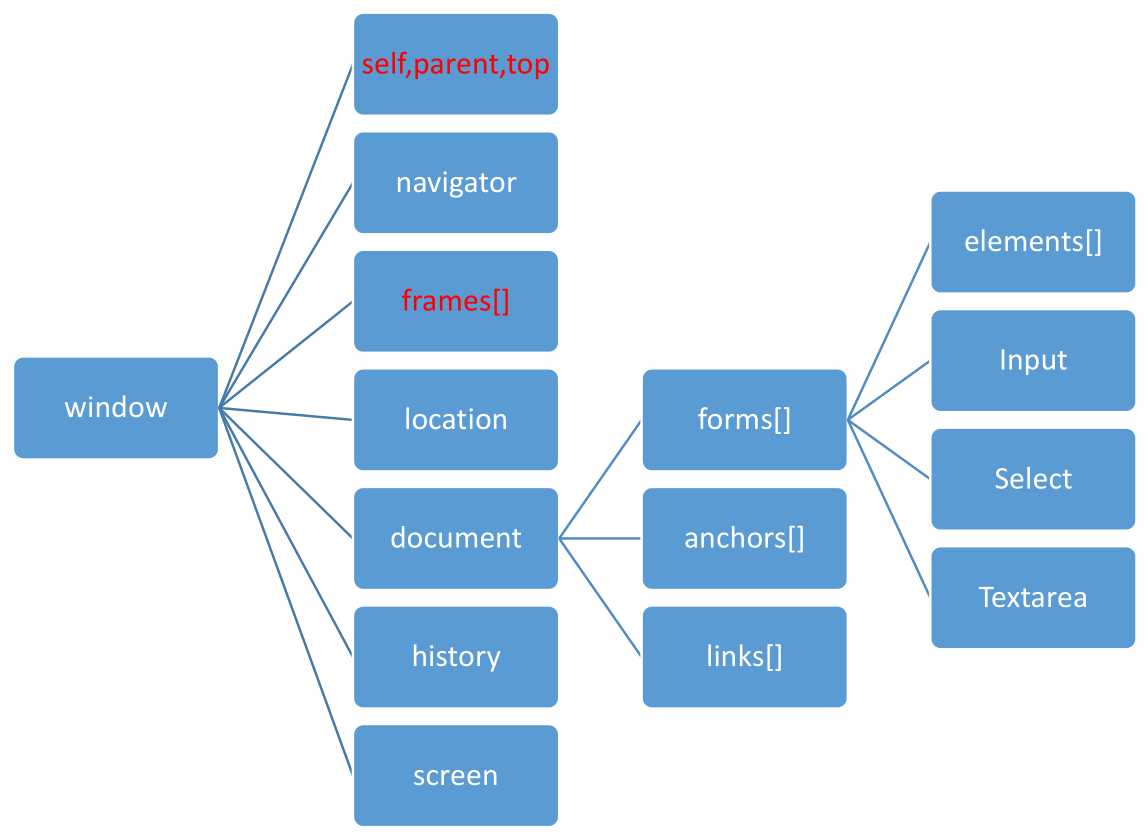 window
self,parent,top
navigator
frames[]
location
document
history
screen
forms[]
anchors[]
links[]
elements[]
Input
Select
Textarea